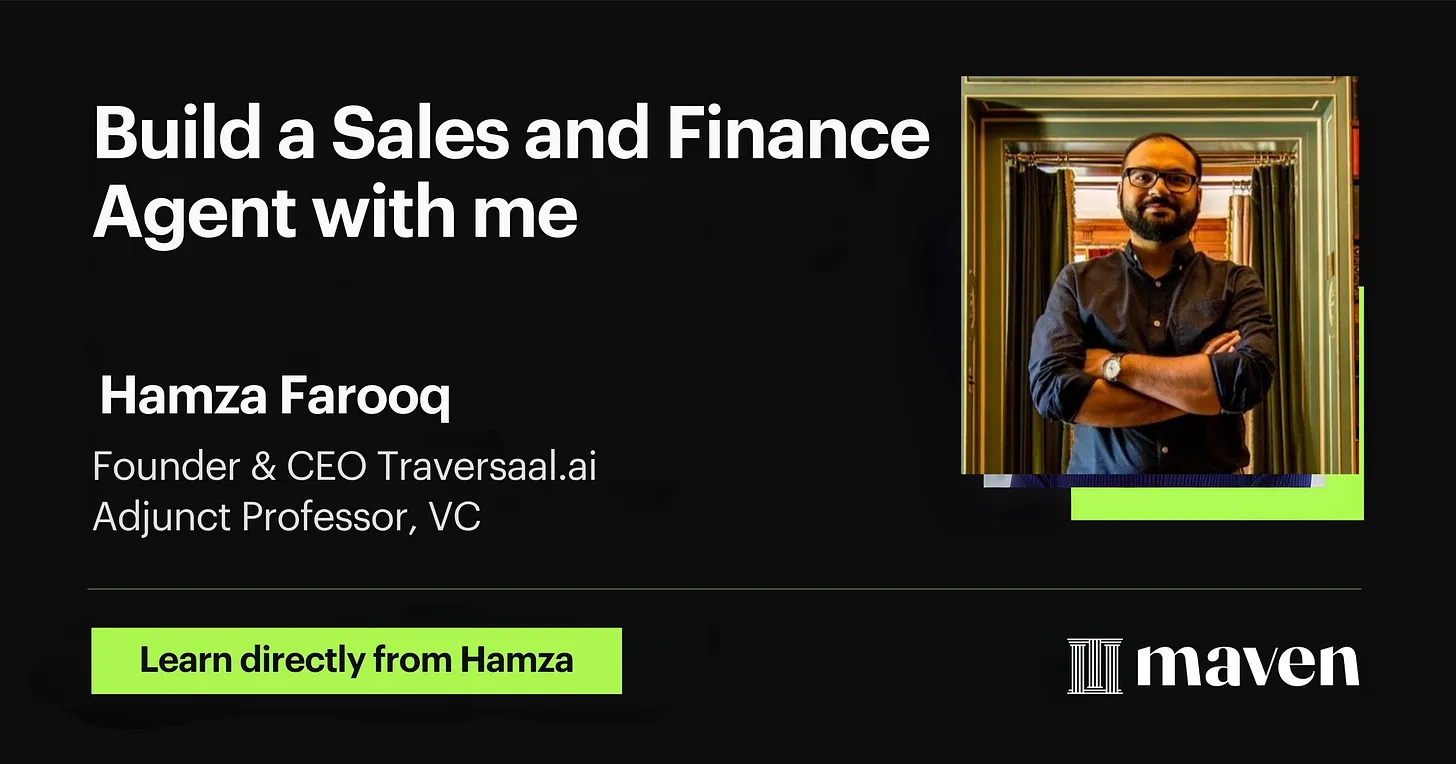 Build a Sales and Finance
Agent with me
Hamza Farooq
Founder & CEO Traversaal.ai
Adjunct Professor, VC
Learn directly from Hamza
maven